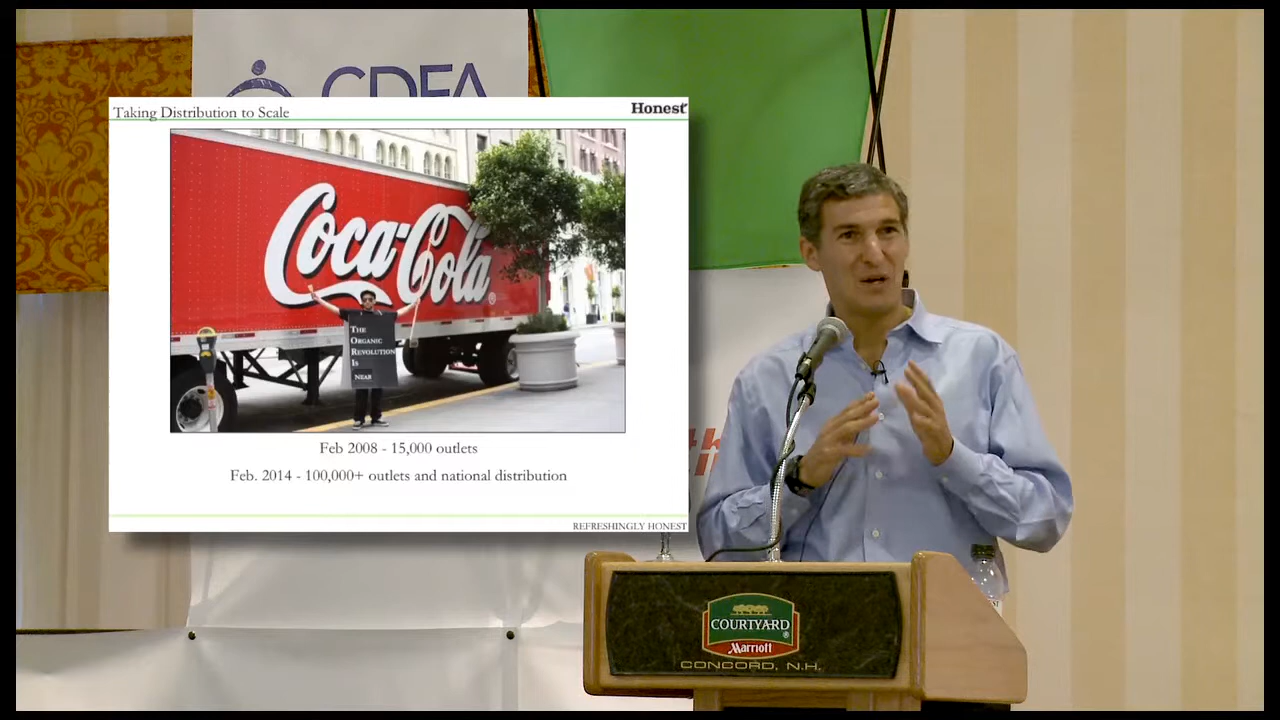 CDFA
Taking Distribution to Scale
Honest
Coca-Cola
THE
ORGANIC
REVOLUTION
IS
NEAR
Feb 2008 - 15,000 outlets
Feb. 2014 - 100,000+ outlets and national distribution
REFRESHINGLY HONEST
COURTYARD
Marriott
CONCORD, N.H.